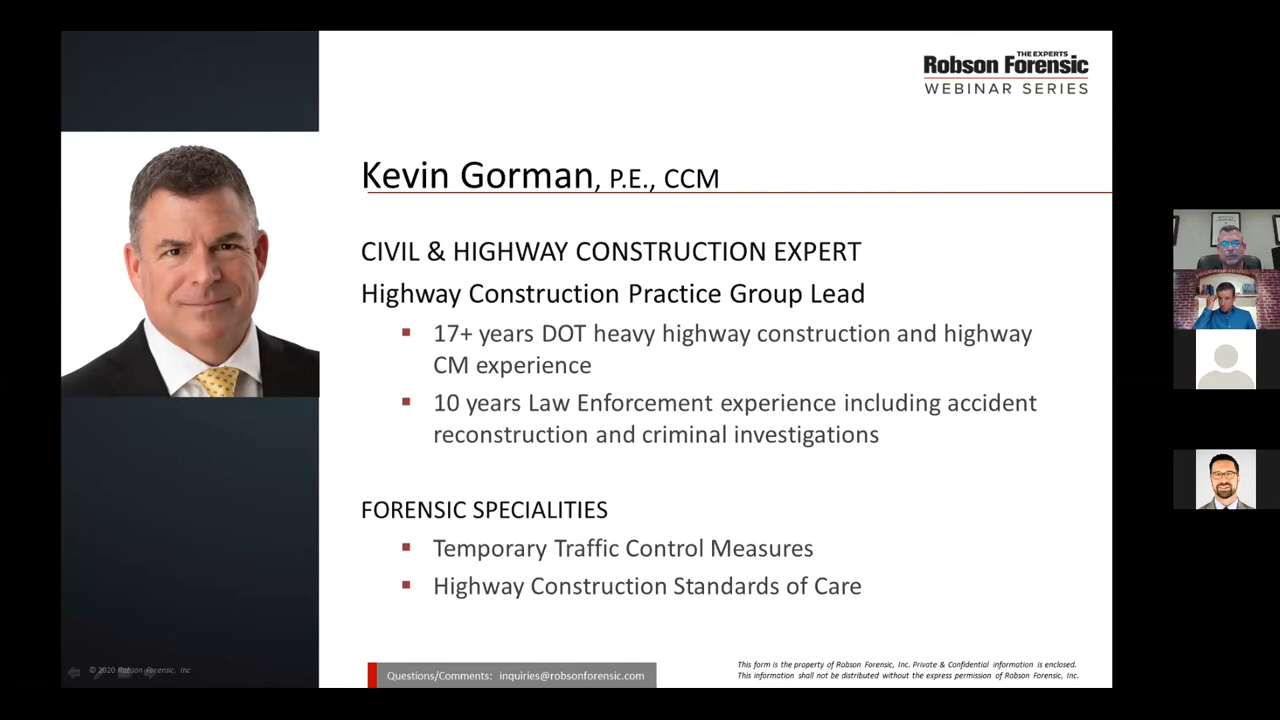 THE EXPERTS
Robson Forensic
WEBINAR SERIES
Kevin Gorman, P.E., CCM
CIVIL & HIGHWAY CONSTRUCTION EXPERT
Highway Construction Practice Group Lead
17+ years DOT heavy highway construction and highway
CM experience
10 years Law Enforcement experience including accident
reconstruction and criminal investigations
FORENSIC SPECIALITIES
Temporary Traffic Control Measures
Highway Construction Standards of Care
© 2020 Robson Forensic, Inc
Questions/Comments: inquiries@robsonforensic.com
This form is the property of Robson Forensic, Inc. Private & Confidential information is enclosed.
This information shall not be distributed without the express permission of Robson Forensic, Inc.